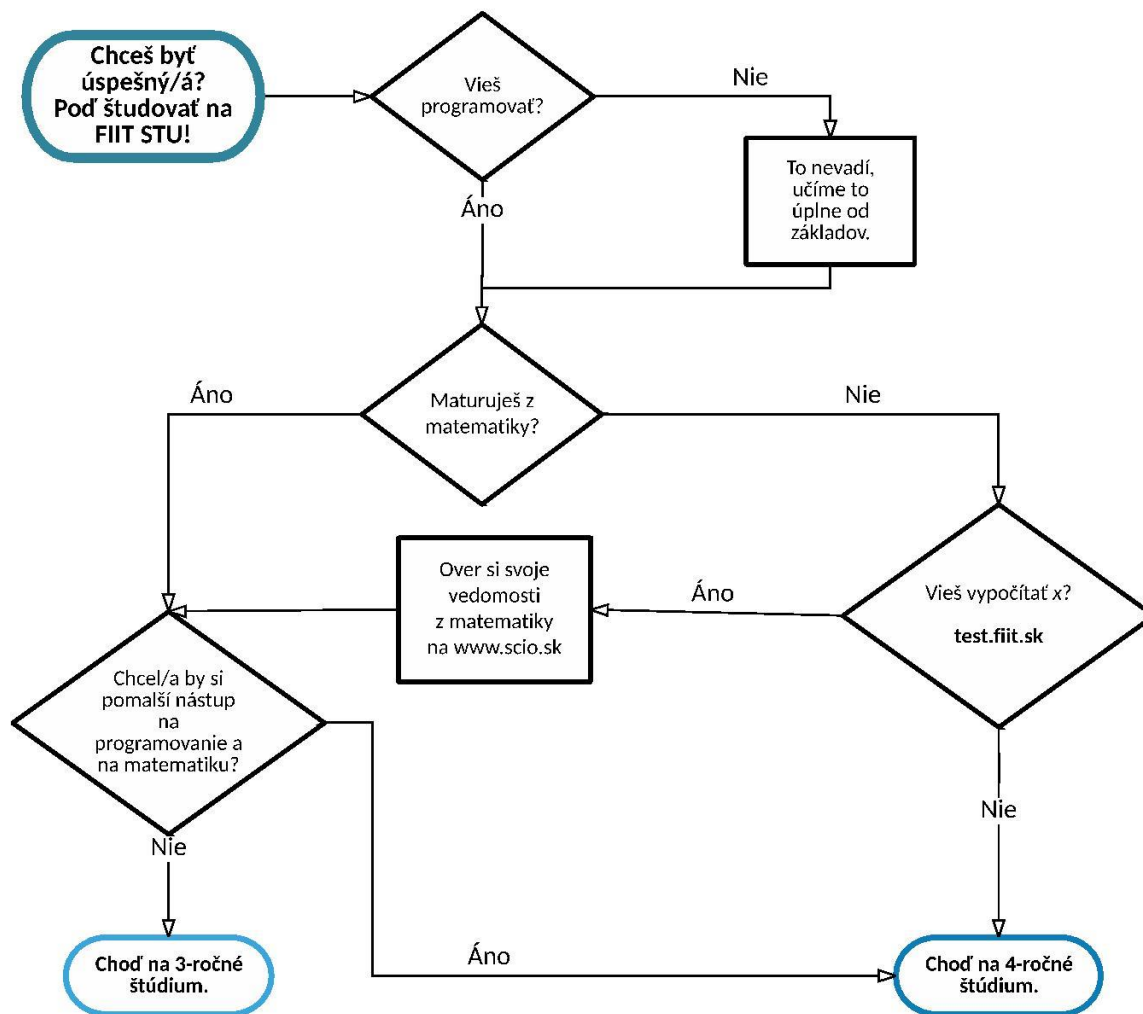 Chceš byť
úspešný/á?
Poď študovať na
FIIT STU!
Vieš
programovať?
Nie
To nevadí,
učíme to
úplne od
základov.
Áno
Maturuješ z
matematiky?
Áno
Nie
Vieš vypočítať x?
test.fiit.sk
Áno
Over si svoje
vedomosti
z matematiky
na www.scio.sk
Chcel/a by si
pomalší nástup
na
programovanie a
na matematiku?
Nie
Nie
Áno
Choď na 3-ročné
štúdium.
Choď na 4-ročné
štúdium.